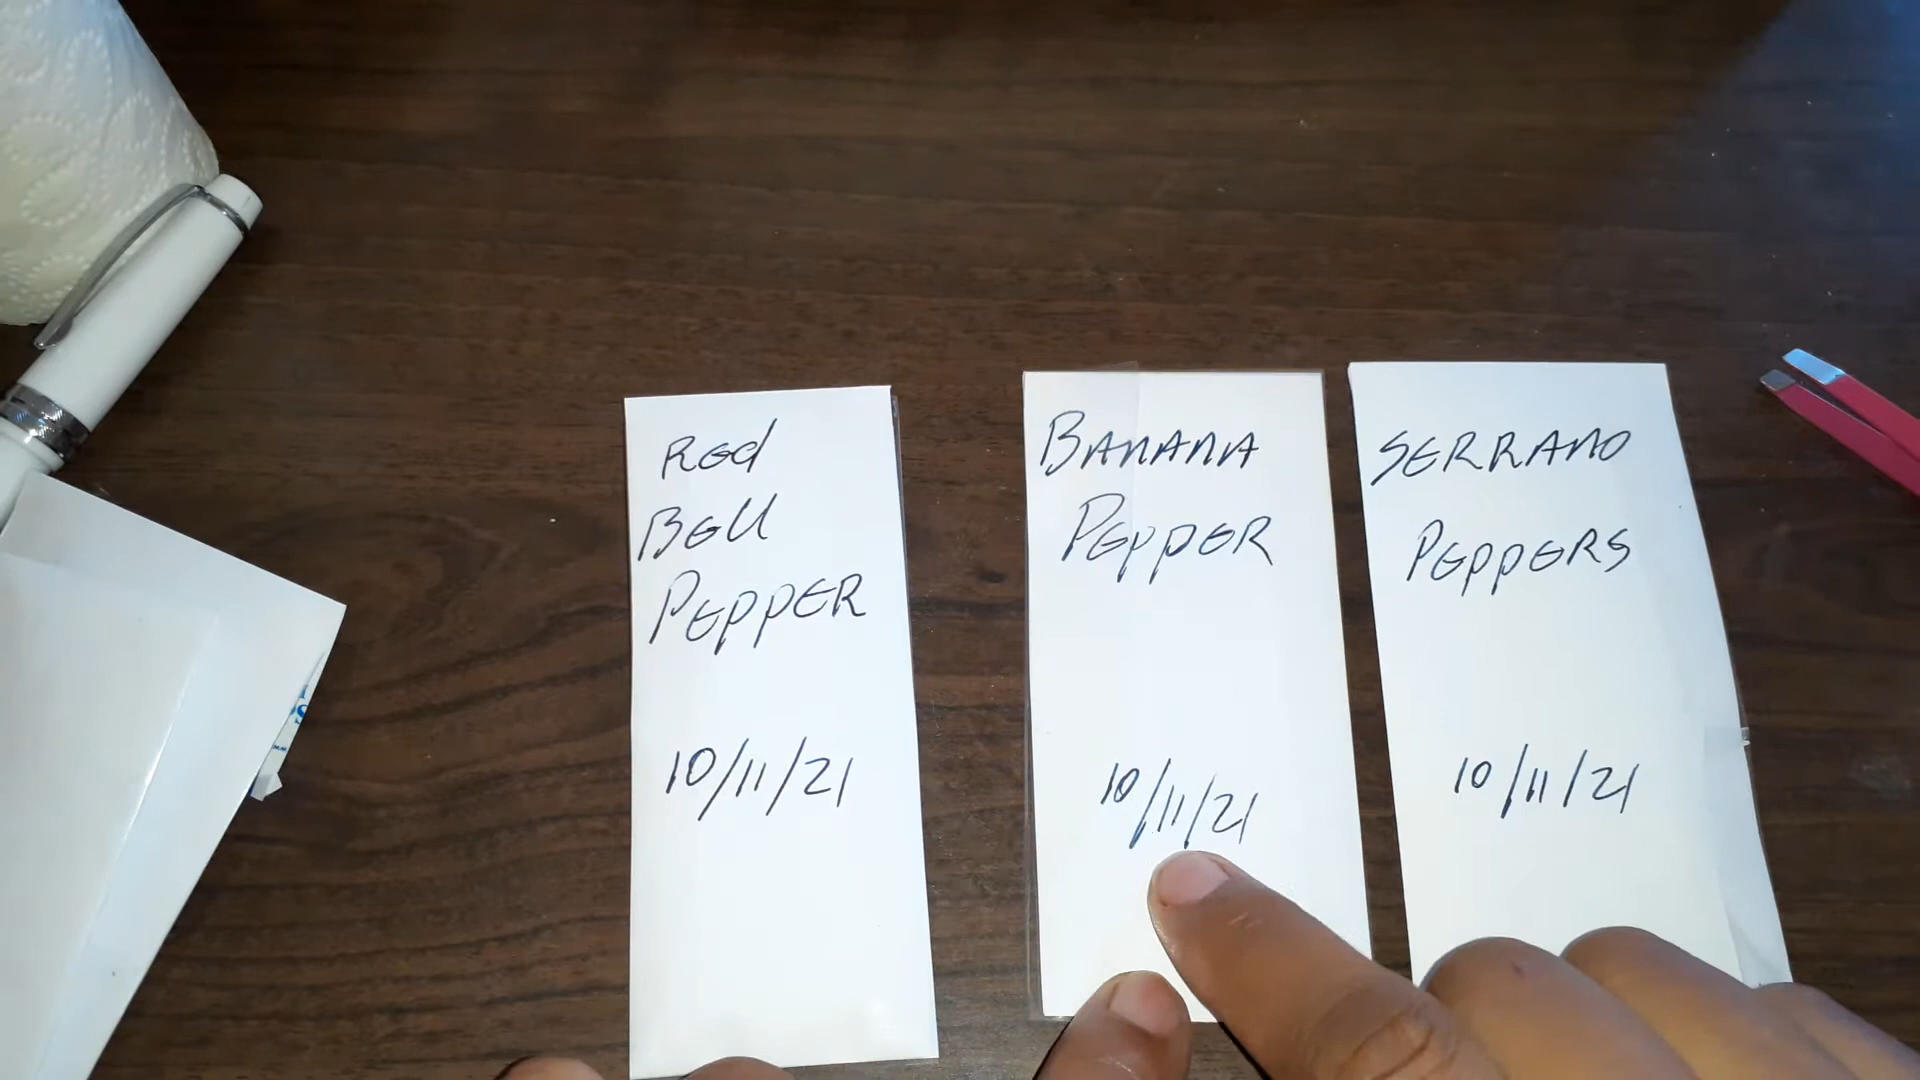 Red
Bell
Pepper
10/11/21
Banana
Pepper
10/11/21
Serrano
Peppers
10/11/21